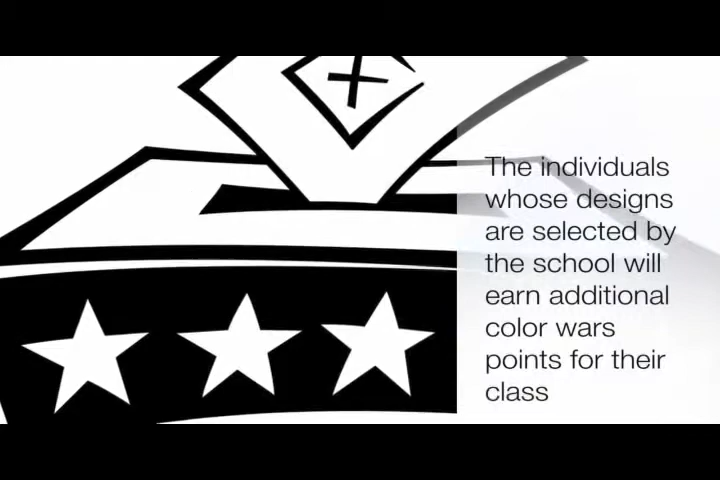 The individuals
whose designs
are selected by
the school will
earn additional
color wars
points for their
class